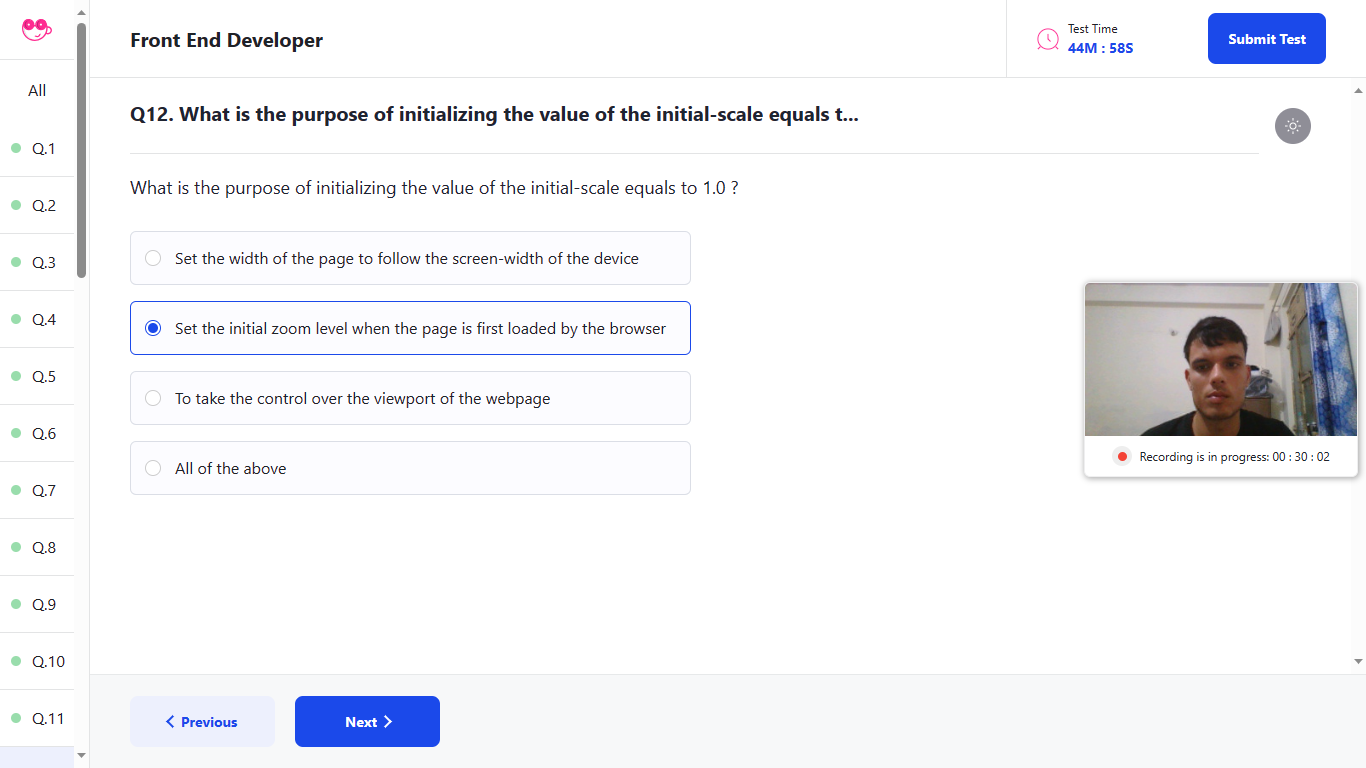 Front End Developer
Test Time
44M : 58S
Submit Test
All
Q.1
Q.2
Q.3
Q.4
Q.5
Q.6
Q.7
Q.8
Q.9
Q.10
Q.11
Q12. What is the purpose of initializing the value of the initial-scale equals t...
What is the purpose of initializing the value of the initial-scale equals to 1.0 ?
Set the width of the page to follow the screen-width of the device
Set the initial zoom level when the page is first loaded by the browser
To take the control over the viewport of the webpage
All of the above
Recording is in progress: 00 : 30 : 02
Previous
Next